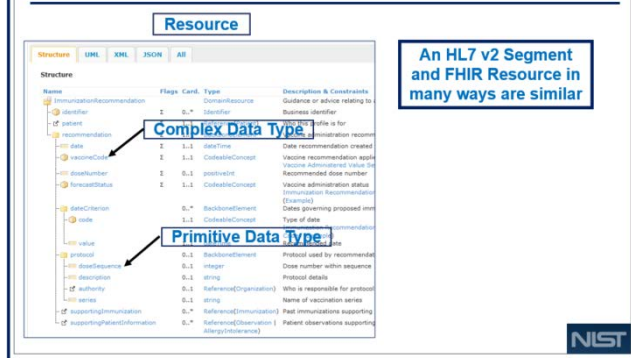 Resource
An HL7 v2 Segment
and FHIR Resource in
many ways are similar
Structure UML XML JSON All
Structure
Name Flags Card. Type Description & Constraints
ImmunizationRecommendation DomainResource Guidance or advice relating to
identifier Σ 0..* Identifier Business identifier
patient Who this profile is for
recommendation Σ
Complex Data Type
date Σ 1..1 dateTime Date recommendation created
vaccineCode Σ 1..1 CodeableConcept Vaccine recommendation applie
Vaccine Administered Value Se
doseNumber Σ 0..1 positiveInt Recommended dose number
forecastStatus Σ 1..1 CodeableConcept Vaccine administration status
Immunization Recommendation
(Example)
dateCriterion 0..* BackboneElement Dates governing proposed imm
code 1..1 CodeableConcept Type of date
Primitive Data Type
value
protocol 0..1 BackboneElement Protocol used by recommendat
doseSequence 0..1 integer Dose number within sequence
description 0..1 string Protocol details
authority 0..1 Reference(Organization) Who is responsible for protocol
series 0..1 string Name of vaccination series
supportingImmunization 0..* Reference(Immunization) Past immunizations supporting
supportingPatientInformation 0..* Reference(Observation | Patient observations supporting
AllergyIntolerance)
NIST